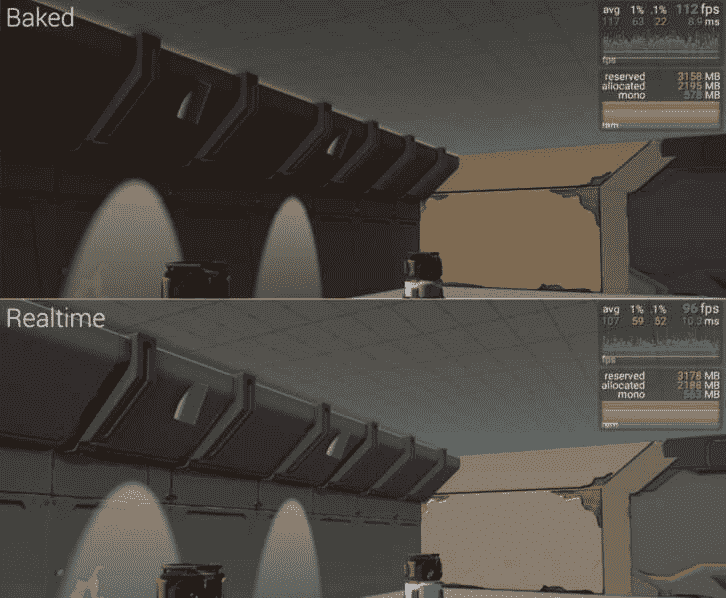 Baked
avg 1% .1% 112 fps
117 63 22 8.9 ms
fps
reserved 3158 MB
allocated 2195 MB
mono 578 MB
ram
Realtime
avg 1% .1% 96 fps
107 59 52 10.3 ms
fps
reserved 3178 MB
allocated 2188 MB
mono MB
ram